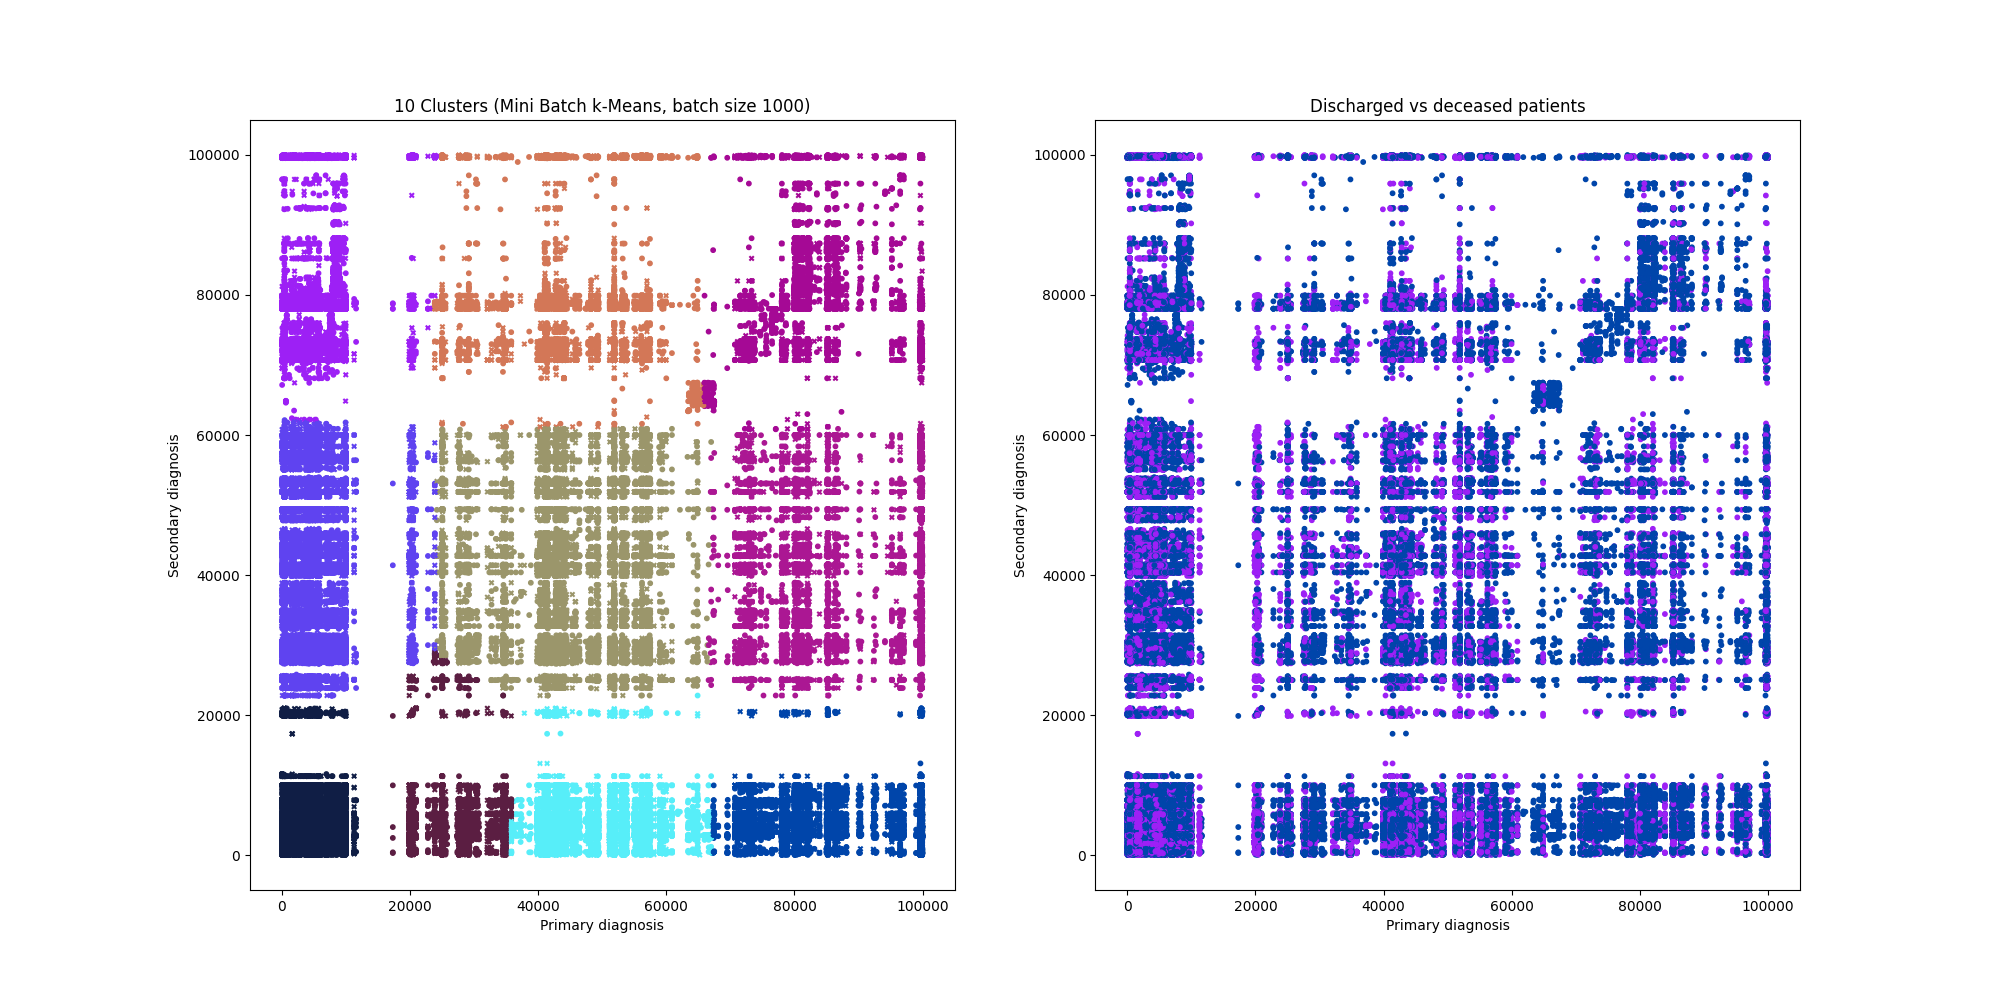 10 Clusters (Mini Batch k-Means, batch size 1000)
100000
80000
60000
40000
20000
0
Secondary diagnosis
0 20000 40000 60000 80000 100000
Primary diagnosis
Discharged vs deceased patients
100000
80000
60000
40000
20000
0
Secondary diagnosis
0 20000 40000 60000 80000 100000
Primary diagnosis